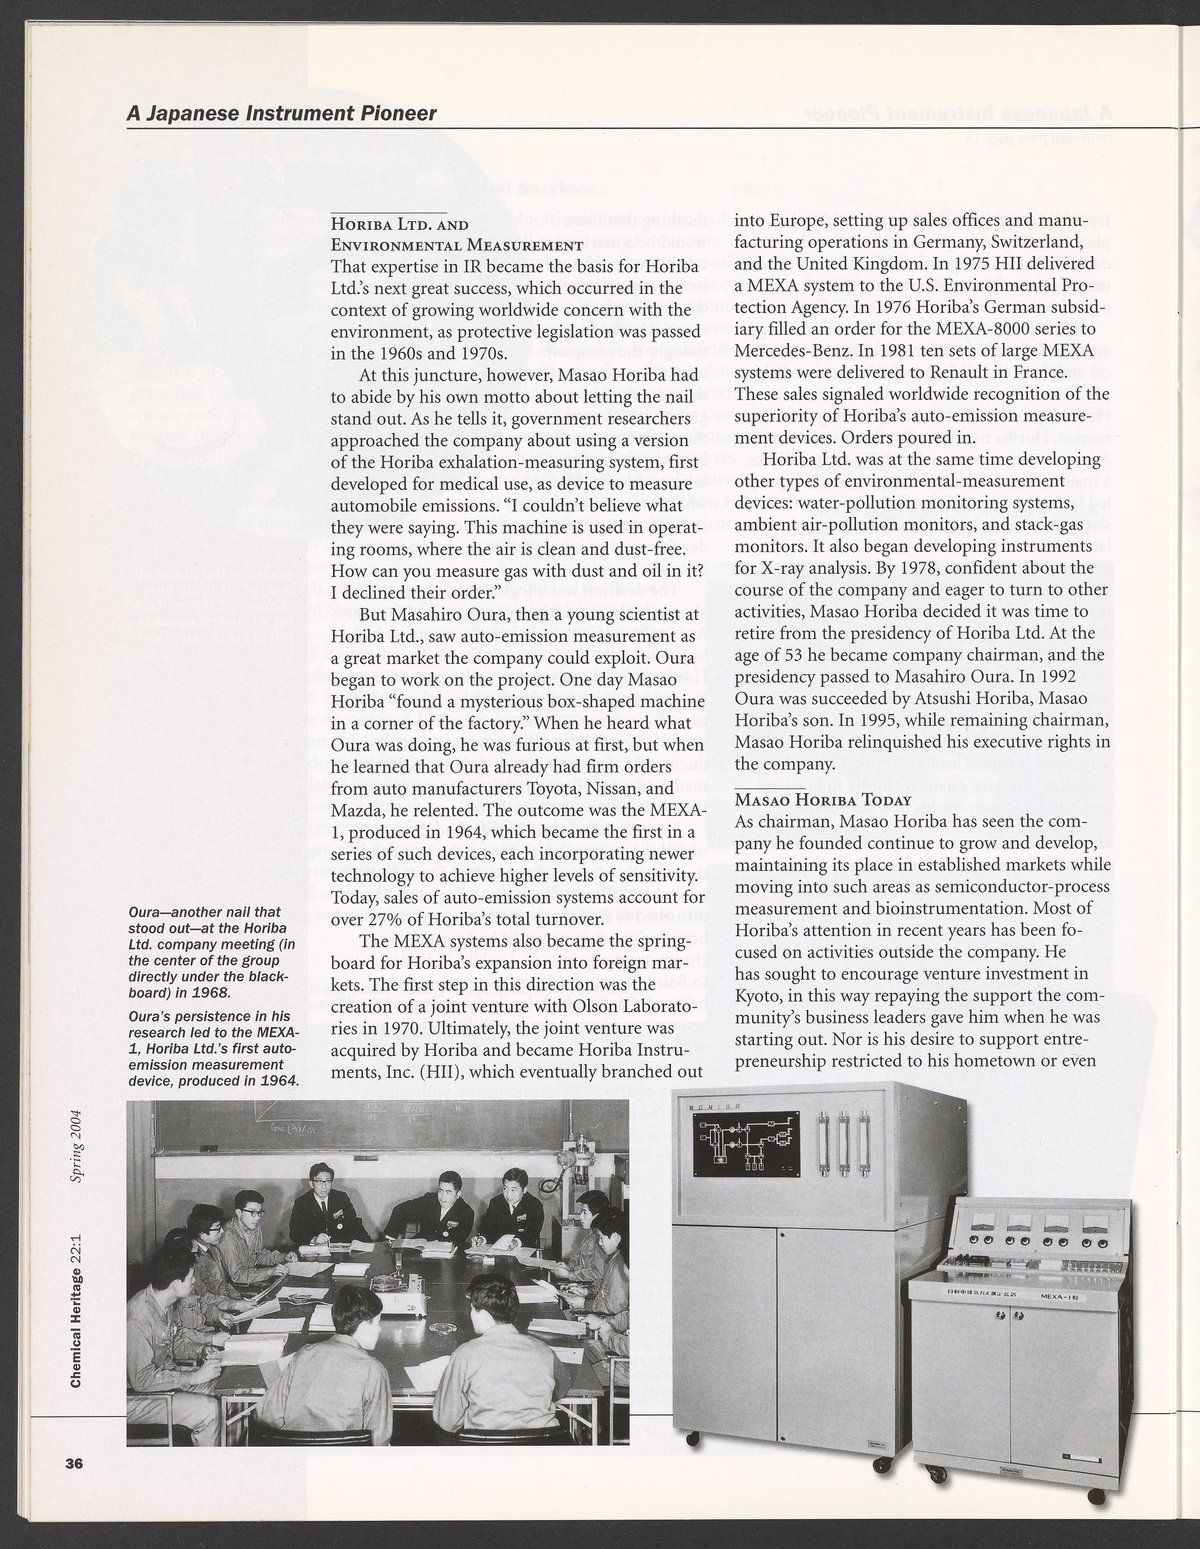 A Japanese Instrument Pioneer
HORIBA LTD. AND
ENVIRONMENTAL MEASUREMENT
That expertise in IR became the basis for Horiba
Ltd.'s next great success, which occurred in the
context of growing worldwide concern with the
environment, as protective legislation was passed
in the 1960s and 1970s.
At this juncture, however, Masao Horiba had
to abide by his own motto about letting the nail
stand out. As he tells it, government researchers
approached the company about using a version
of the Horiba exhalation-measuring system, first
developed for medical use, as device to measure
automobile emissions. “I couldn’t believe what
they were saying. This machine is used in operat-
ing rooms, where the air is clean and dust-free.
How can you measure gas with dust and oil in it?
I declined their order.”
But Masahiro Oura, then a young scientist at
Horiba Ltd., saw auto-emission measurement as
a great market the company could exploit. Oura
began to work on the project. One day Masao
Horiba “found a mysterious box-shaped machine
in a corner of the factory.” When he heard what
Oura was doing, he was furious at first, but when
he learned that Oura already had firm orders
from auto manufacturers Toyota, Nissan, and
Mazda, he relented. The outcome was the MEXA-
1, produced in 1964, which became the first in a
series of such devices, each incorporating newer
technology to achieve higher levels of sensitivity.
Today, sales of auto-emission systems account for
over 27% of Horiba’s total turnover.
The MEXA systems also became the spring-
board for Horiba’s expansion into foreign mar-
kets. The first step in this direction was the
creation of a joint venture with Olson Laborato-
ries in 1970. Ultimately, the joint venture was
acquired by Horiba and became Horiba Instru-
ments, Inc. (HII), which eventually branched out
into Europe, setting up sales offices and manu-
facturing operations in Germany, Switzerland,
and the United Kingdom. In 1975 HII delivered
a MEXA system to the U.S. Environmental Pro-
tection Agency. In 1976 Horiba’s German subsid-
iary filled an order for the MEXA-8000 series to
Mercedes-Benz. In 1981 ten sets of large MEXA
systems were delivered to Renault in France.
These sales signaled worldwide recognition of the
superiority of Horiba’s auto-emission measure-
ment devices. Orders poured in.
Horiba Ltd. was at the same time developing
other types of environmental-measurement
devices: water-pollution monitoring systems,
ambient air-pollution monitors, and stack-gas
monitors. It also began developing instruments
for X-ray analysis. By 1978, confident about the
course of the company and eager to turn to other
activities, Masao Horiba decided it was time to
retire from the presidency of Horiba Ltd. At the
age of 53 he became company chairman, and the
presidency passed to Masahiro Oura. In 1992
Oura was succeeded by Atsushi Horiba, Masao
Horiba’s son. In 1995, while remaining chairman,
Masao Horiba relinquished his executive rights in
the company.
MASAO HORIBA TODAY
As chairman, Masao Horiba has seen the com-
pany he founded continue to grow and develop,
maintaining its place in established markets while
moving into such areas as semiconductor-process
measurement and bioinstrumentation. Most of
Horiba’s attention in recent years has been fo-
cused on activities outside the company. He
has sought to encourage venture investment in
Kyoto, in this way repaying the support the com-
munity’s business leaders gave him when he was
starting out. Nor is his desire to support entre-
preneurship restricted to his hometown or even
Oura—another nail that
stood out—at the Horiba
Ltd. company meeting (in
the center of the group
directly under the black-
board) in 1968.
Oura’s persistence in his
research led to the MEXA-
1, Horiba Ltd.’s first auto-
emission measurement
device, produced in 1964.
HORIBA
MEXA-1型
Chemical Heritage 22:1 Spring 2004
36